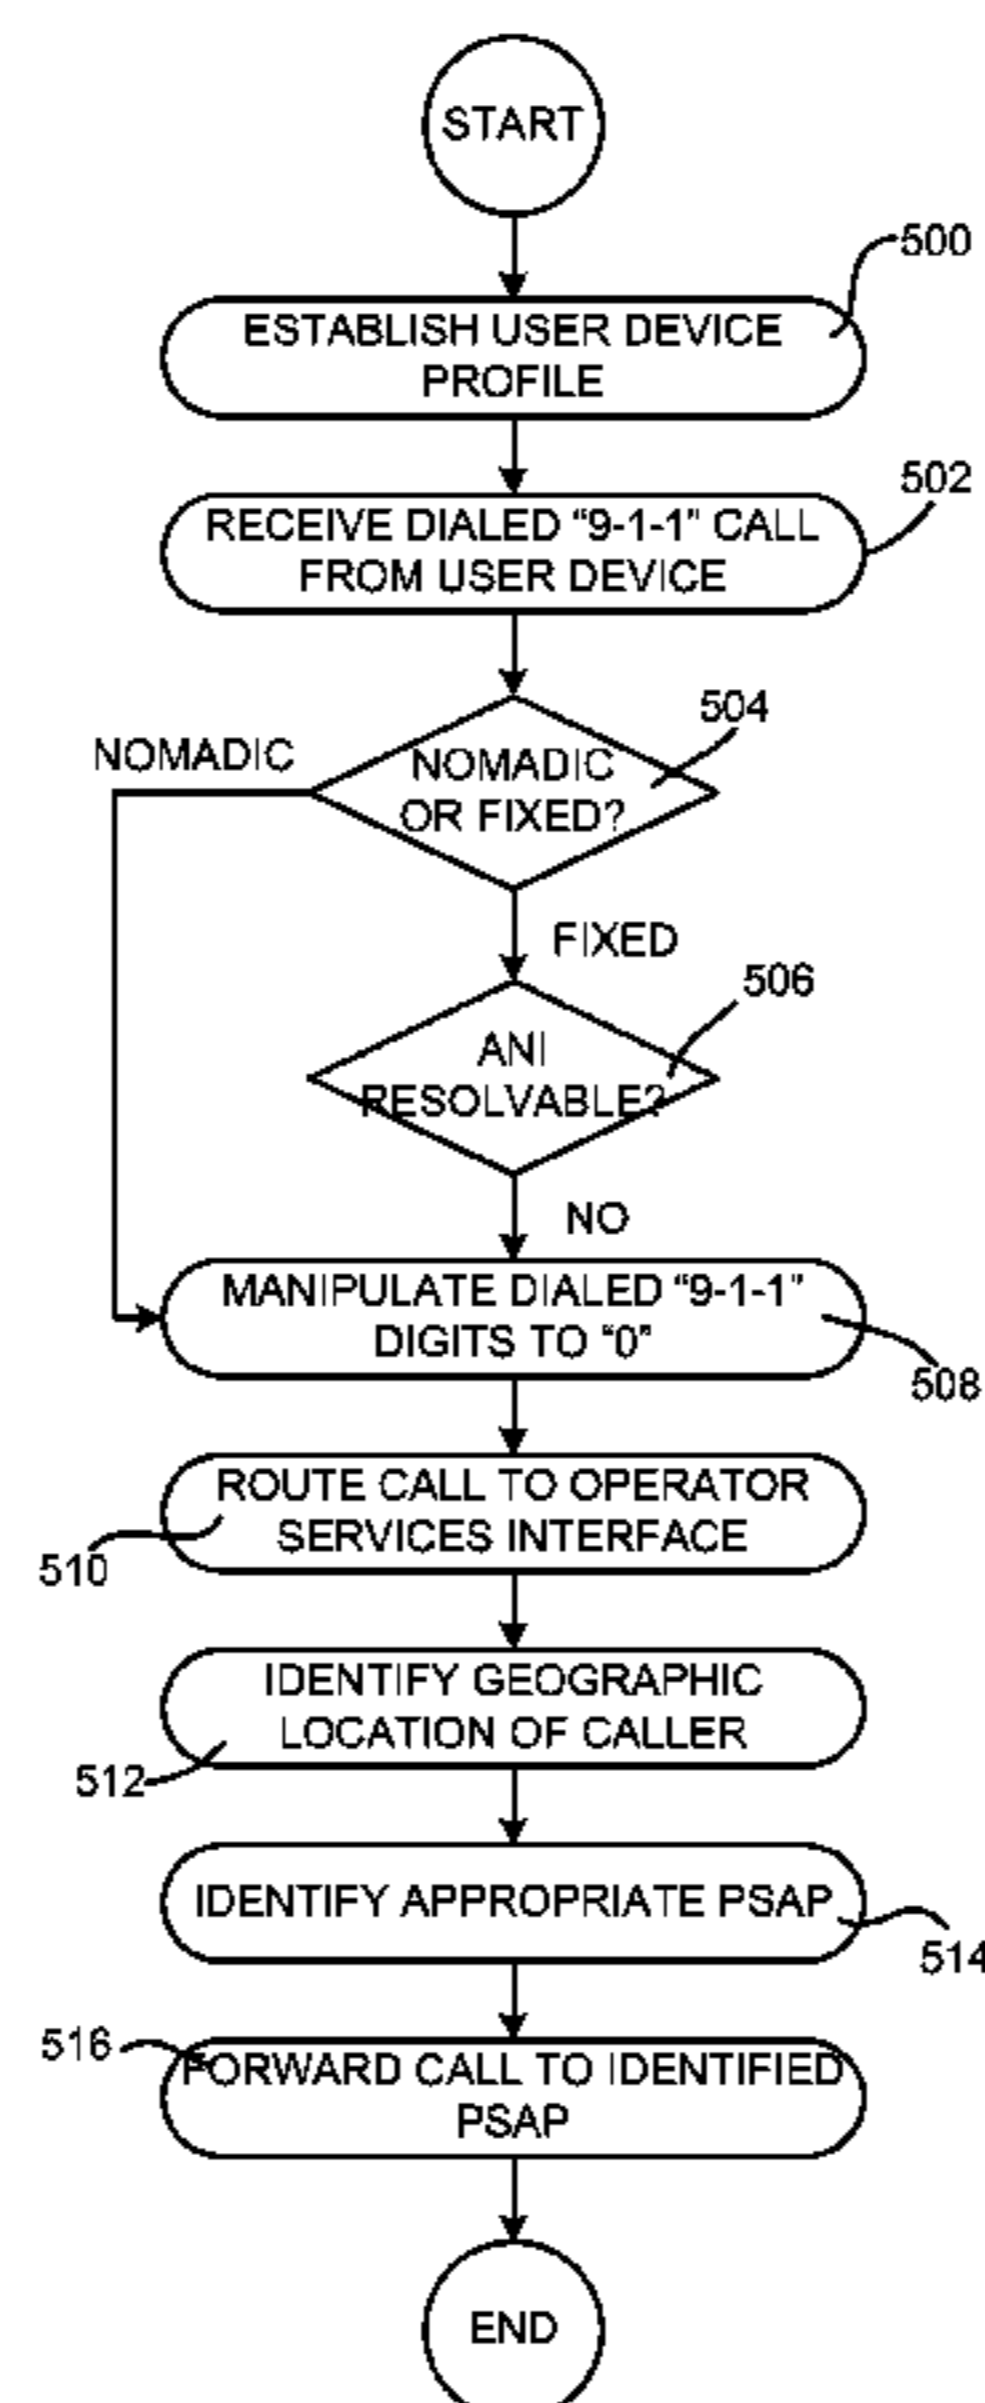 START
500
ESTABLISH USER DEVICE
PROFILE
502
RECEIVE DIALED “9-1-1” CALL
FROM USER DEVICE
504
NOMADIC
NOMADIC
OR FIXED?
FIXED
506
ANI
RESOLVABLE?
NO
MANIPULATE DIALED “9-1-1”
DIGITS TO “0”
508
ROUTE CALL TO OPERATOR
SERVICES INTERFACE
510
IDENTIFY GEOGRAPHIC
LOCATION OF CALLER
512
IDENTIFY APPROPRIATE PSAP
514
516
FORWARD CALL TO IDENTIFIED
PSAP
END